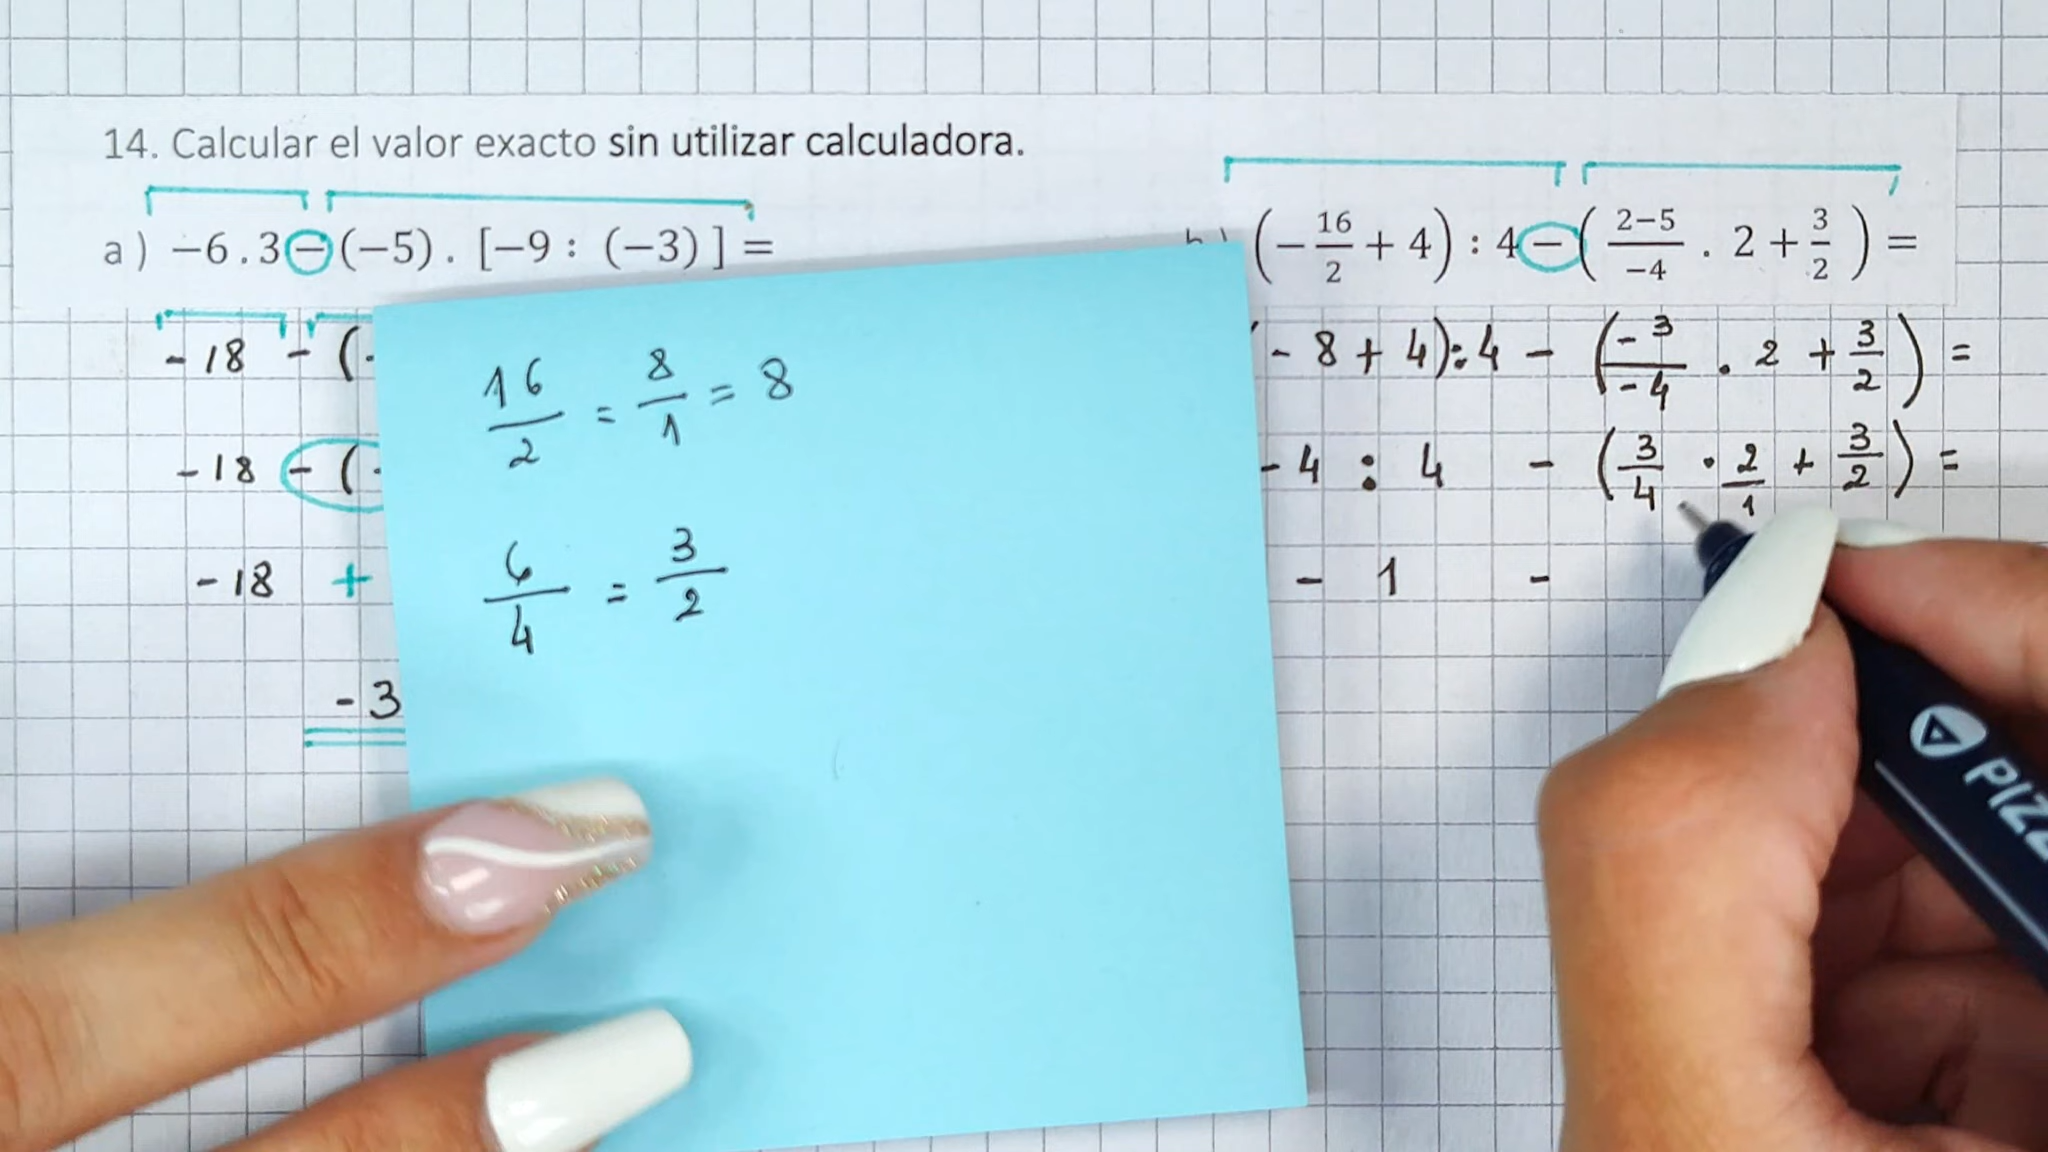 14. Calcular el valor exacto sin utilizar calculadora.
a) −6.3−(−5).[−9: (−3)]=
(−16/2+4):4−(2−5/−4 . 2+3/2)=
-18 - (-
16/2 = 8/1 = 8
- 8 + 4):4 - (-3/-4 . 2 + 3/2) =
-18 - (-
- 4 : 4 - (3/4 · 2/1 + 3/2) =
-18 +
6/4 = 3/2
- 1 -
-3
PIZZ